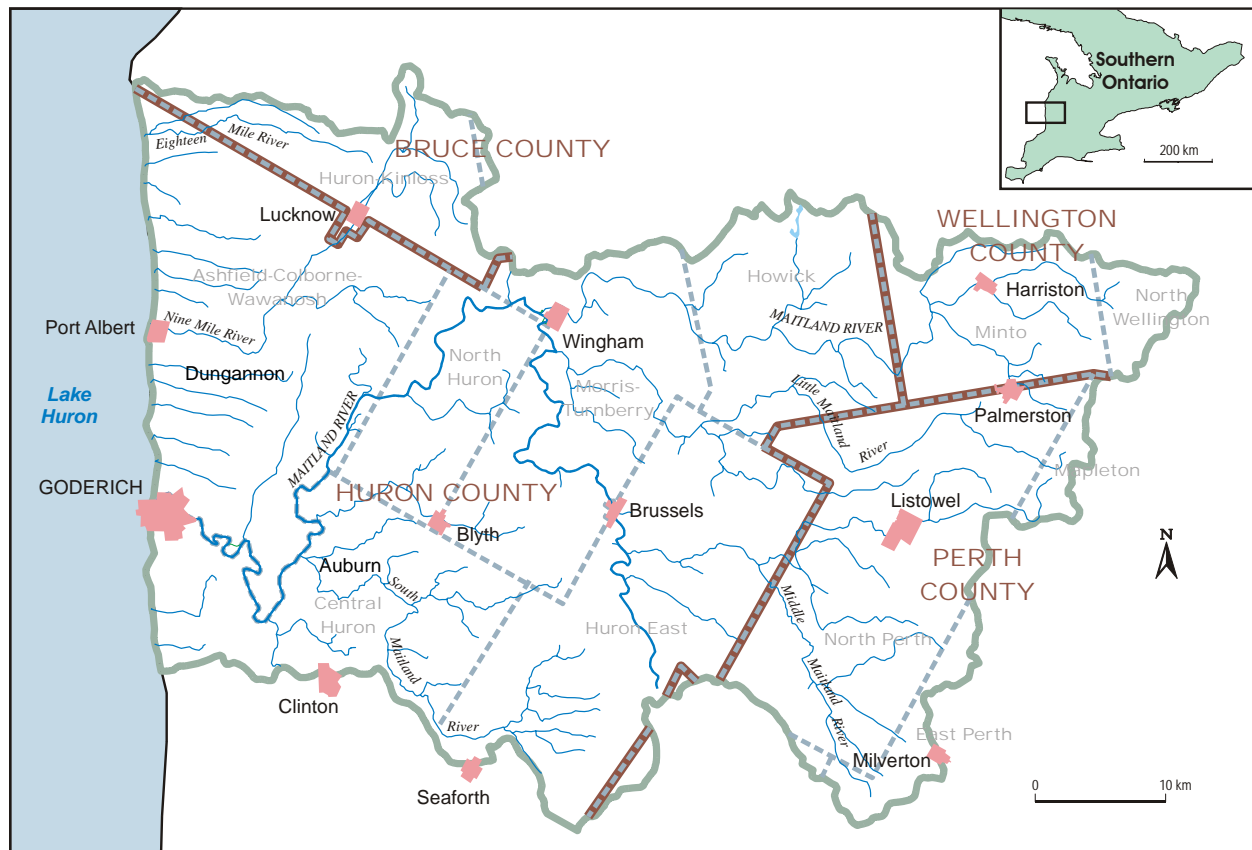 Southern
Ontario
200 km
Eighteen Mile River
BRUCE COUNTY
Huron-Kinloss
Lucknow
WELLINGTON
COUNTY
Ashfield-Colborne-
Wawanosh
Howick
Harriston
North
Wellington
Port Albert
Nine Mile River
MAITLAND RIVER
Minto
Wingham
North
Huron
Dungannon
Lake
Huron
Morris-
Turnberry
Little Maitland
River
Palmerston
MAITLAND RIVER
Mapleton
GODERICH
HURON COUNTY
Listowel
Brussels
Blyth
N
Auburn
PERTH
COUNTY
South
Maitland
River
Central
Huron
Middle
Maitland
River
Huron East
North Perth
Clinton
East Perth
Milverton
Seaforth
0
10 km